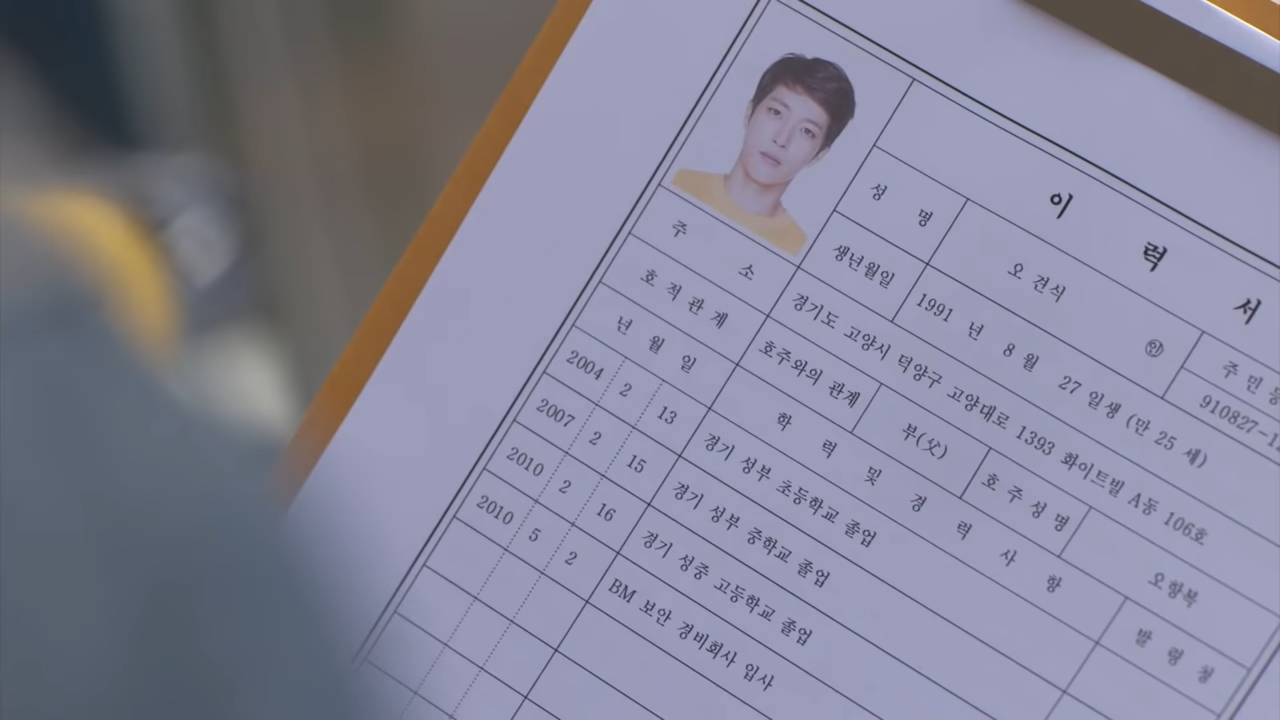 이 력 서
성 명 오 건식 ㊞ 주 민
생년월일 1991 년 8 월 27 일생 (만 25 세) 910827-1
주 소 경기도 고양시 덕양구 고양대로 1393 화이트빌 A동 106호
호 적 관 계 호주와의 관계 부(父) 호 주 성 명 오향복
년 월 일 학 력 및 경 력 사 항 발 령 청
2004 2 13 경기 성부 초등학교 졸업
2007 2 15 경기 성부 중학교 졸업
2010 2 16 경기 성중 고등학교 졸업
2010 5 2 BM 보안 경비회사 입사